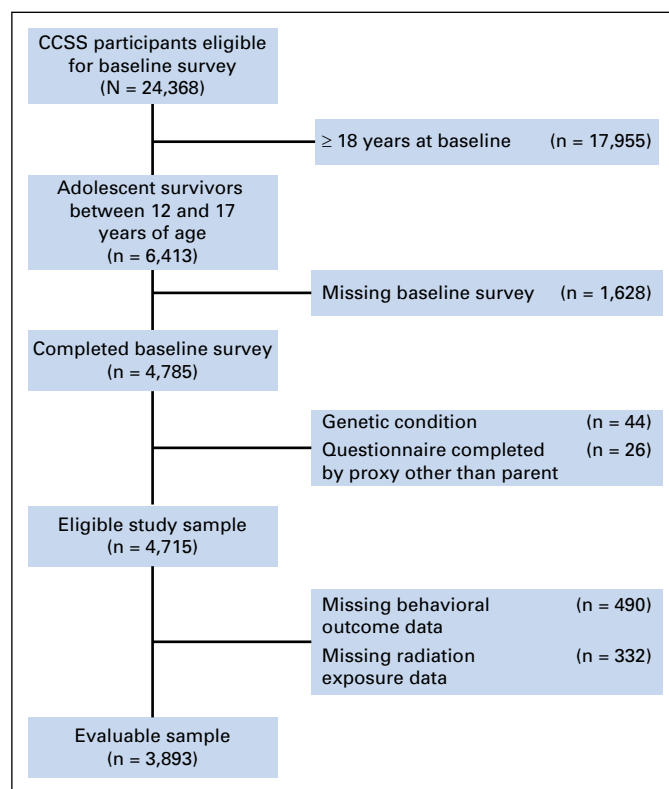 CCSS participants eligible
for baseline survey
(N = 24,368)
≥ 18 years at baseline (n = 17,955)
Adolescent survivors
between 12 and 17
years of age
(n = 6,413)
Missing baseline survey (n = 1,628)
Completed baseline survey
(n = 4,785)
Genetic condition (n = 44)
Questionnaire completed (n = 26)
by proxy other than parent
Eligible study sample
(n = 4,715)
Missing behavioral (n = 490)
outcome data
Missing radiation (n = 332)
exposure data
Evaluable sample
(n = 3,893)